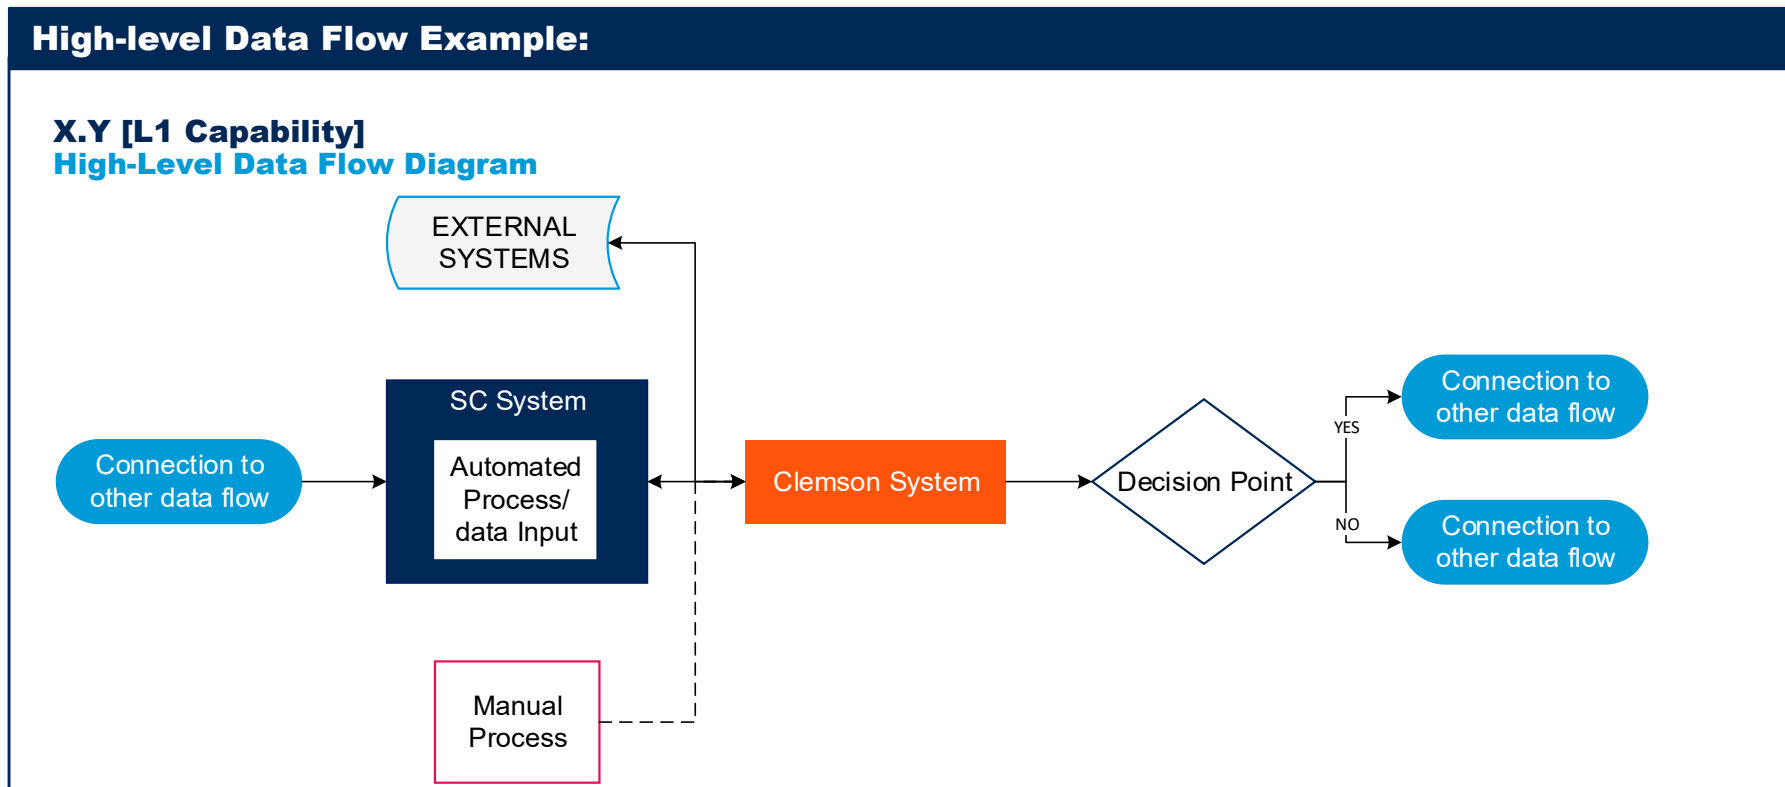 High-level Data Flow Example:
X.Y [L1 Capability]
High-Level Data Flow Diagram
EXTERNAL
SYSTEMS
Connection to
other data flow
SC System
Automated
Process/
data Input
Manual
Process
Clemson System
Decision Point
YES
NO
Connection to
other data flow
Connection to
other data flow